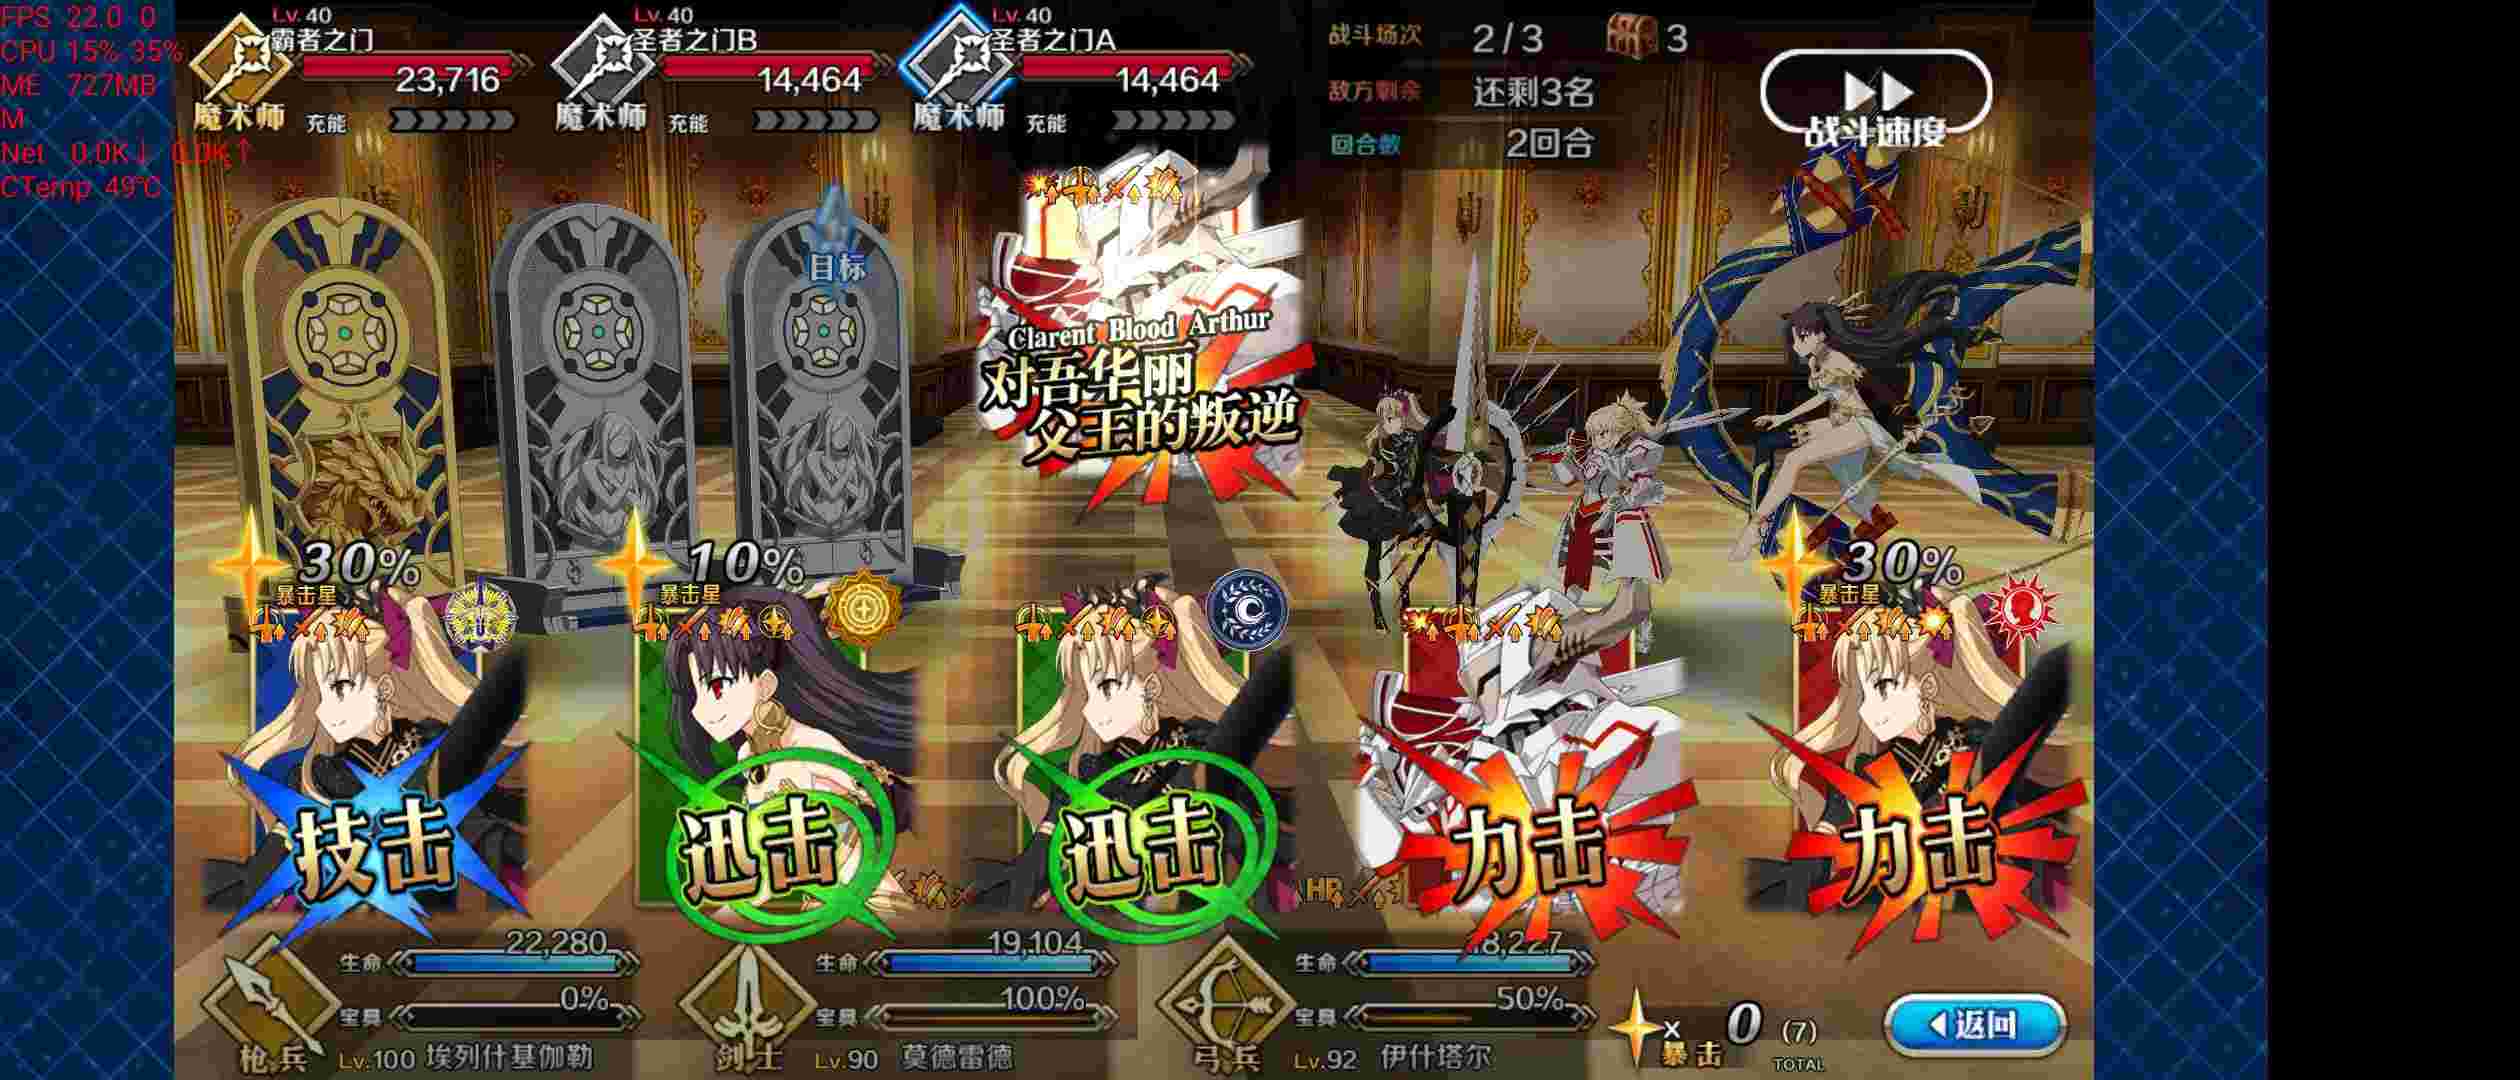 FPS 22.0 0
CPU 15% 35%
ME 727MB
M
Net 0.0K↓ 0.0K↑
CTemp 49℃
Lv.40
霸者之门
23,716
魔术师 充能
Lv.40
圣者之门B
14,464
魔术师 充能
Lv.40
圣者之门A
14,464
魔术师 充能
战斗场次 2/3 3
敌方剩余 还剩3名
回合数 2回合
战斗速度
目标
Clarent Blood Arthur
对吾华丽
父王的叛逆
30%
暴击星
技击
10%
暴击星
迅击
迅击
力击
30%
暴击星
力击
HP
生命 22,280
宝具 0%
枪兵 Lv.100 埃列什基伽勒
生命 19,104
宝具 100%
剑士 Lv.90 莫德雷德
生命 18,227
宝具 50%
弓兵 Lv.92 伊什塔尔
x 0 (7)
暴击 TOTAL
返回